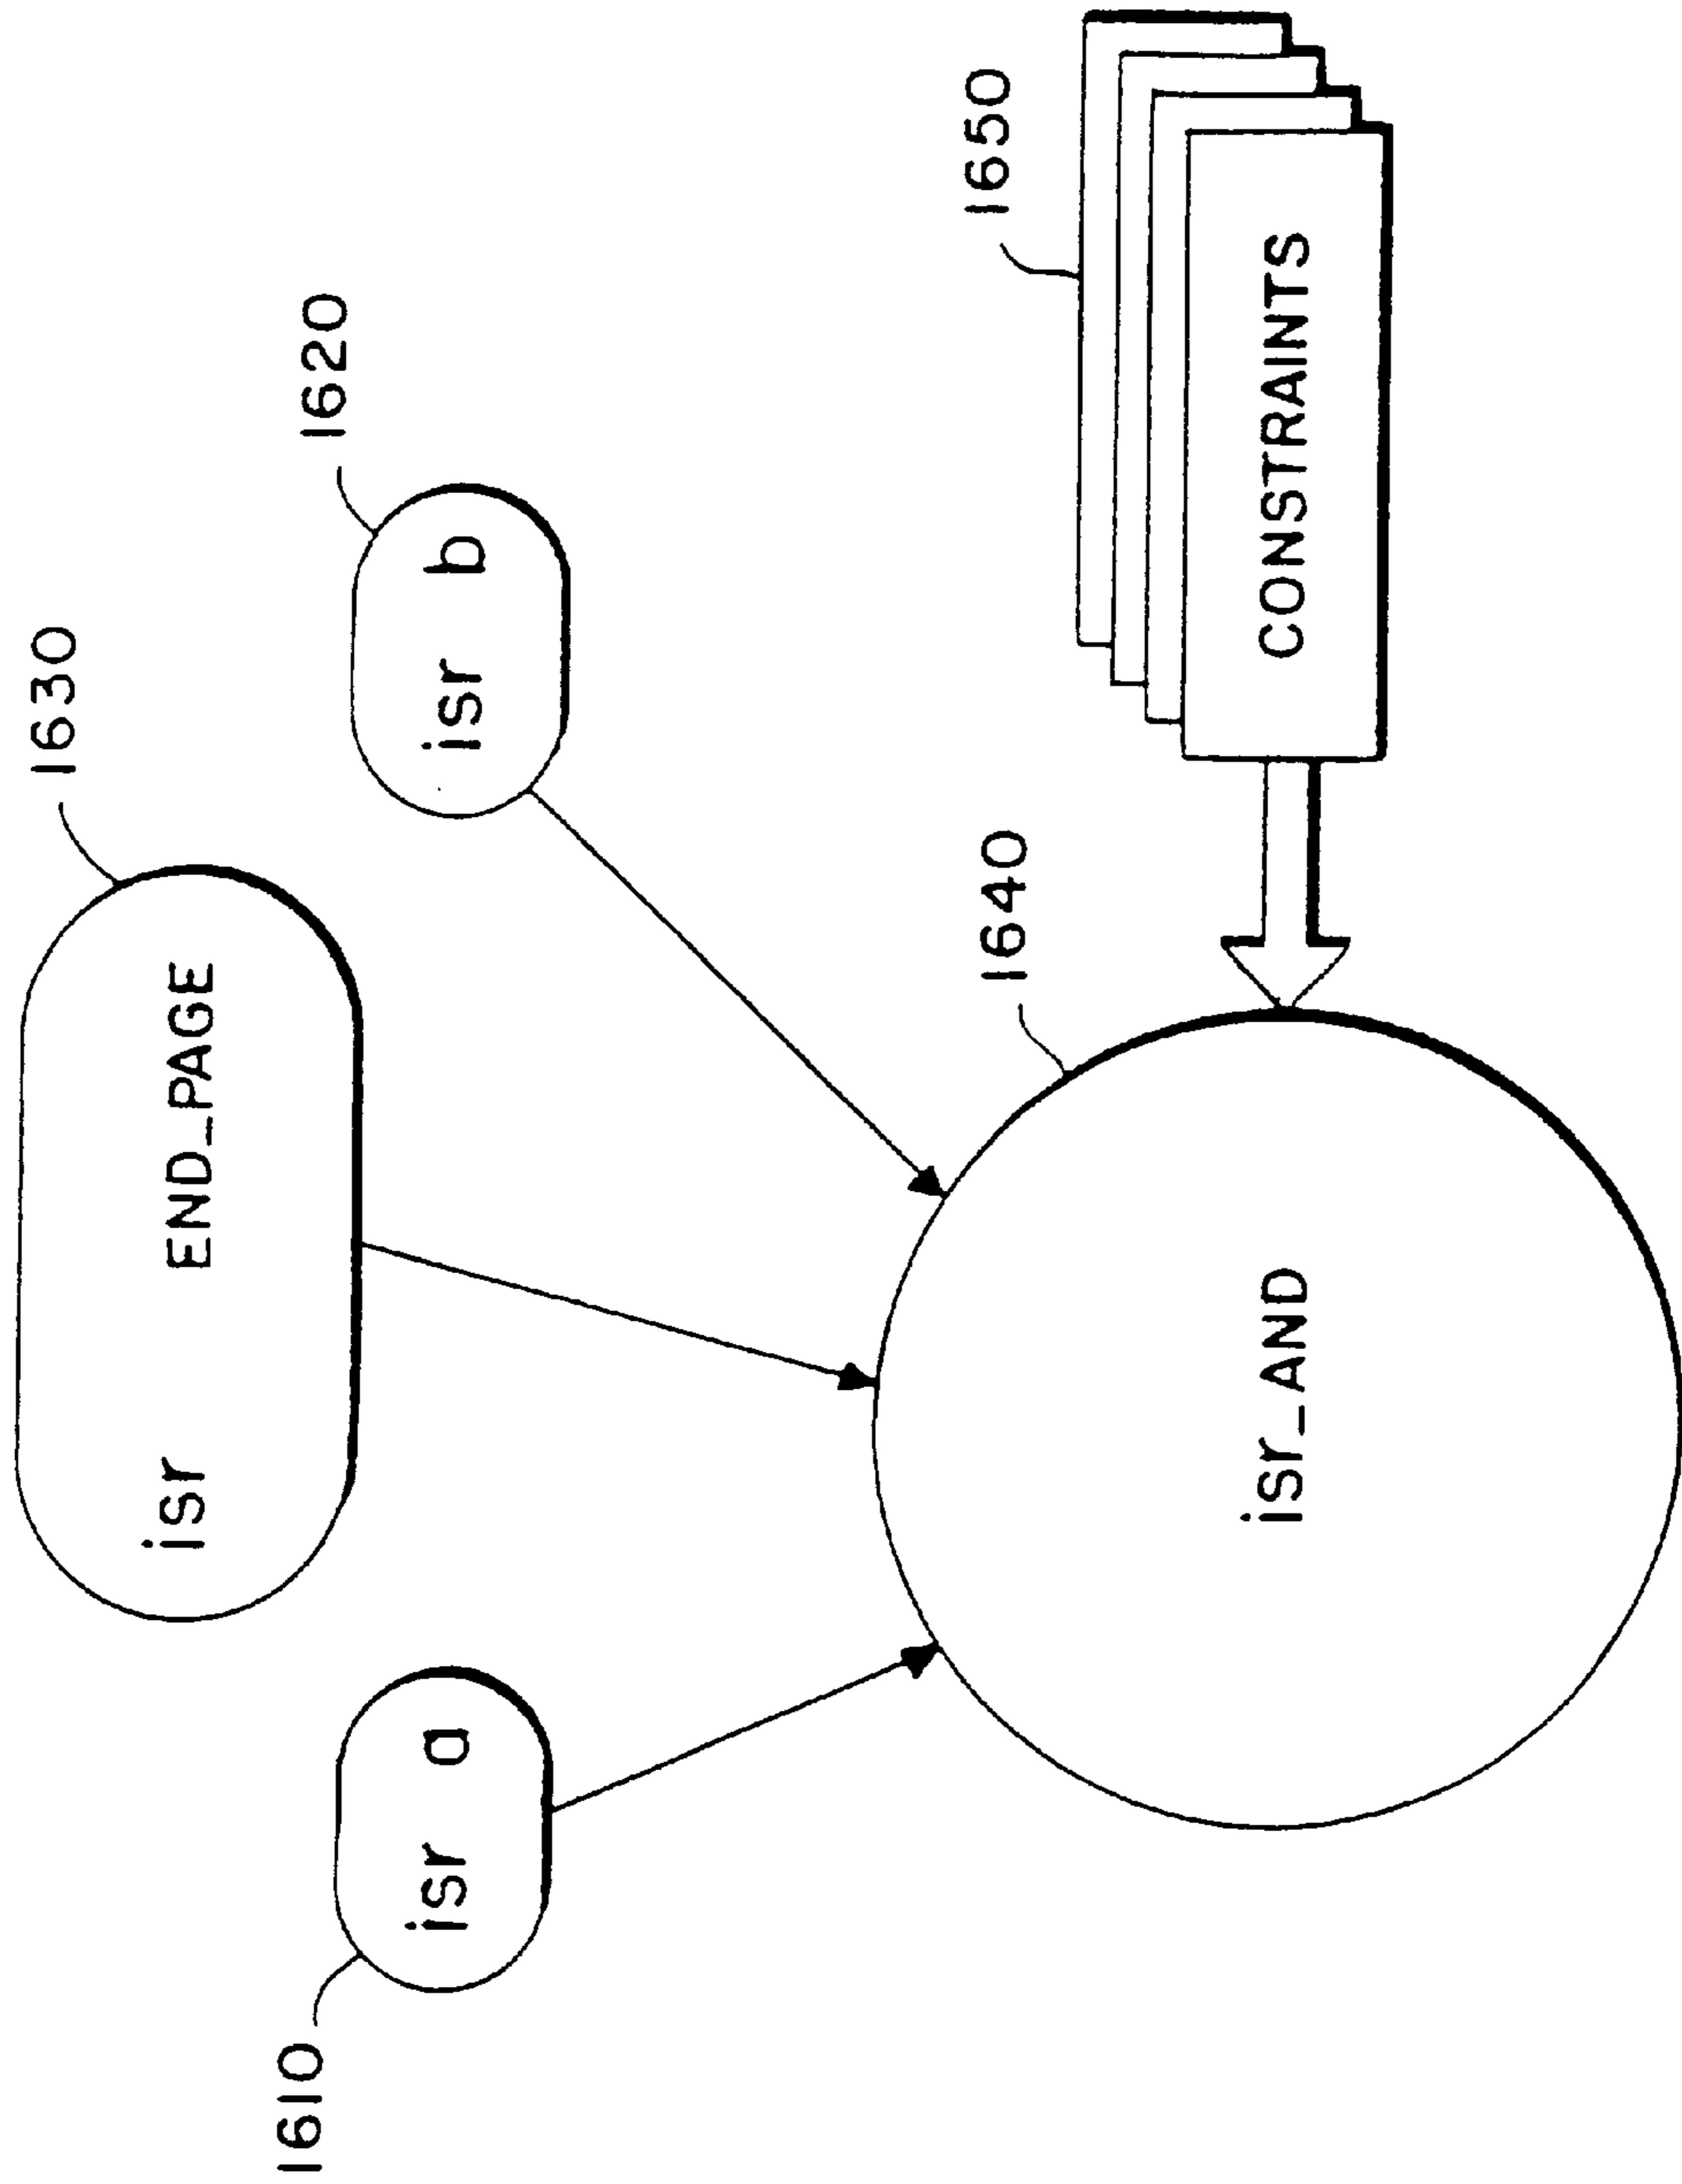 1630
isr END_PAGE
1620
1610
isr a
isr b
1640
1650
isr_AND
CONSTRAINTS